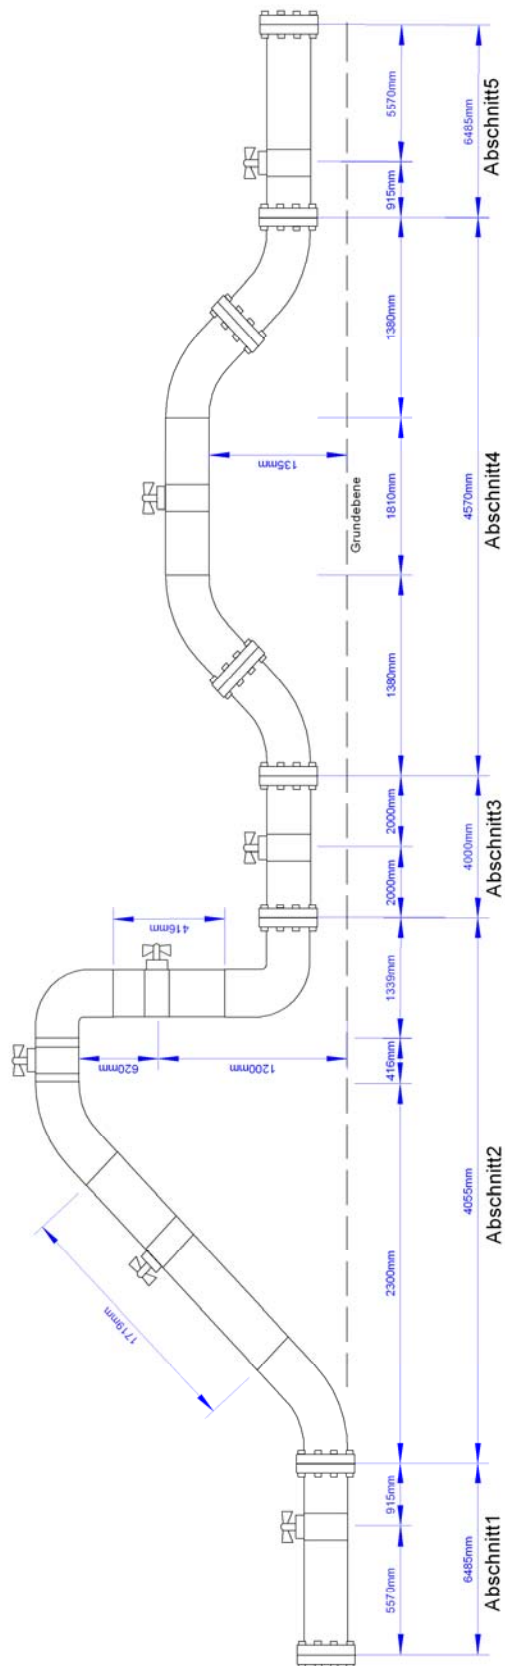 1719mm
416mm
620mm
1200mm
135mm
Grundebene
5570mm 915mm 2300mm 416mm 1339mm 2000mm 2000mm 1380mm 1810mm 1380mm 915mm 5570mm
6485mm 4055mm 4000mm 4570mm 6485mm
Abschnitt1 Abschnitt2 Abschnitt3 Abschnitt4 Abschnitt5